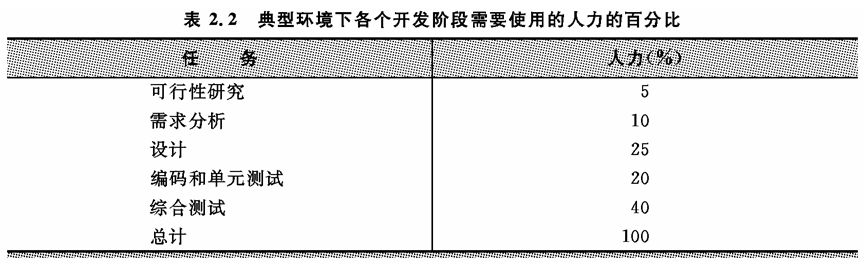 表 2.2 典型环境下各个开发阶段需要使用的人力的百分比
任 务 人力(%)
可行性研究 5
需求分析 10
设计 25
编码和单元测试 20
综合测试 40
总计 100